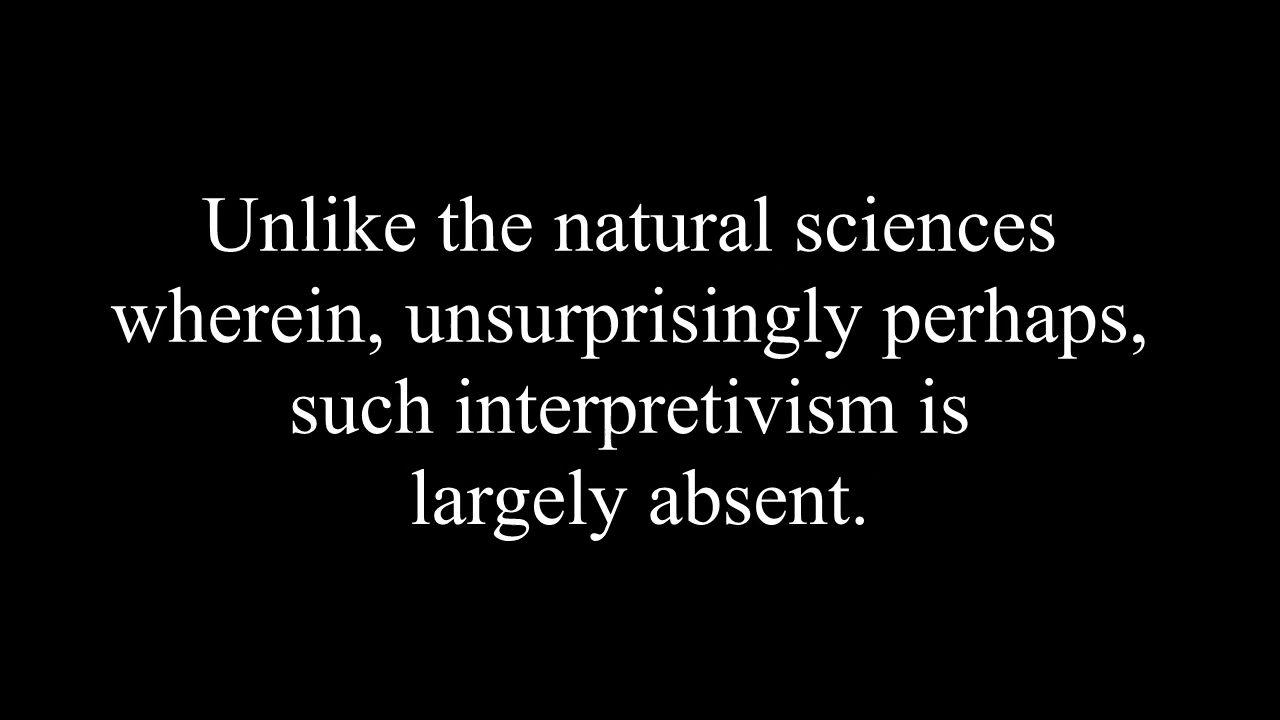 Unlike the natural sciences
wherein, unsurprisingly perhaps,
such interpretivism is
largely absent.